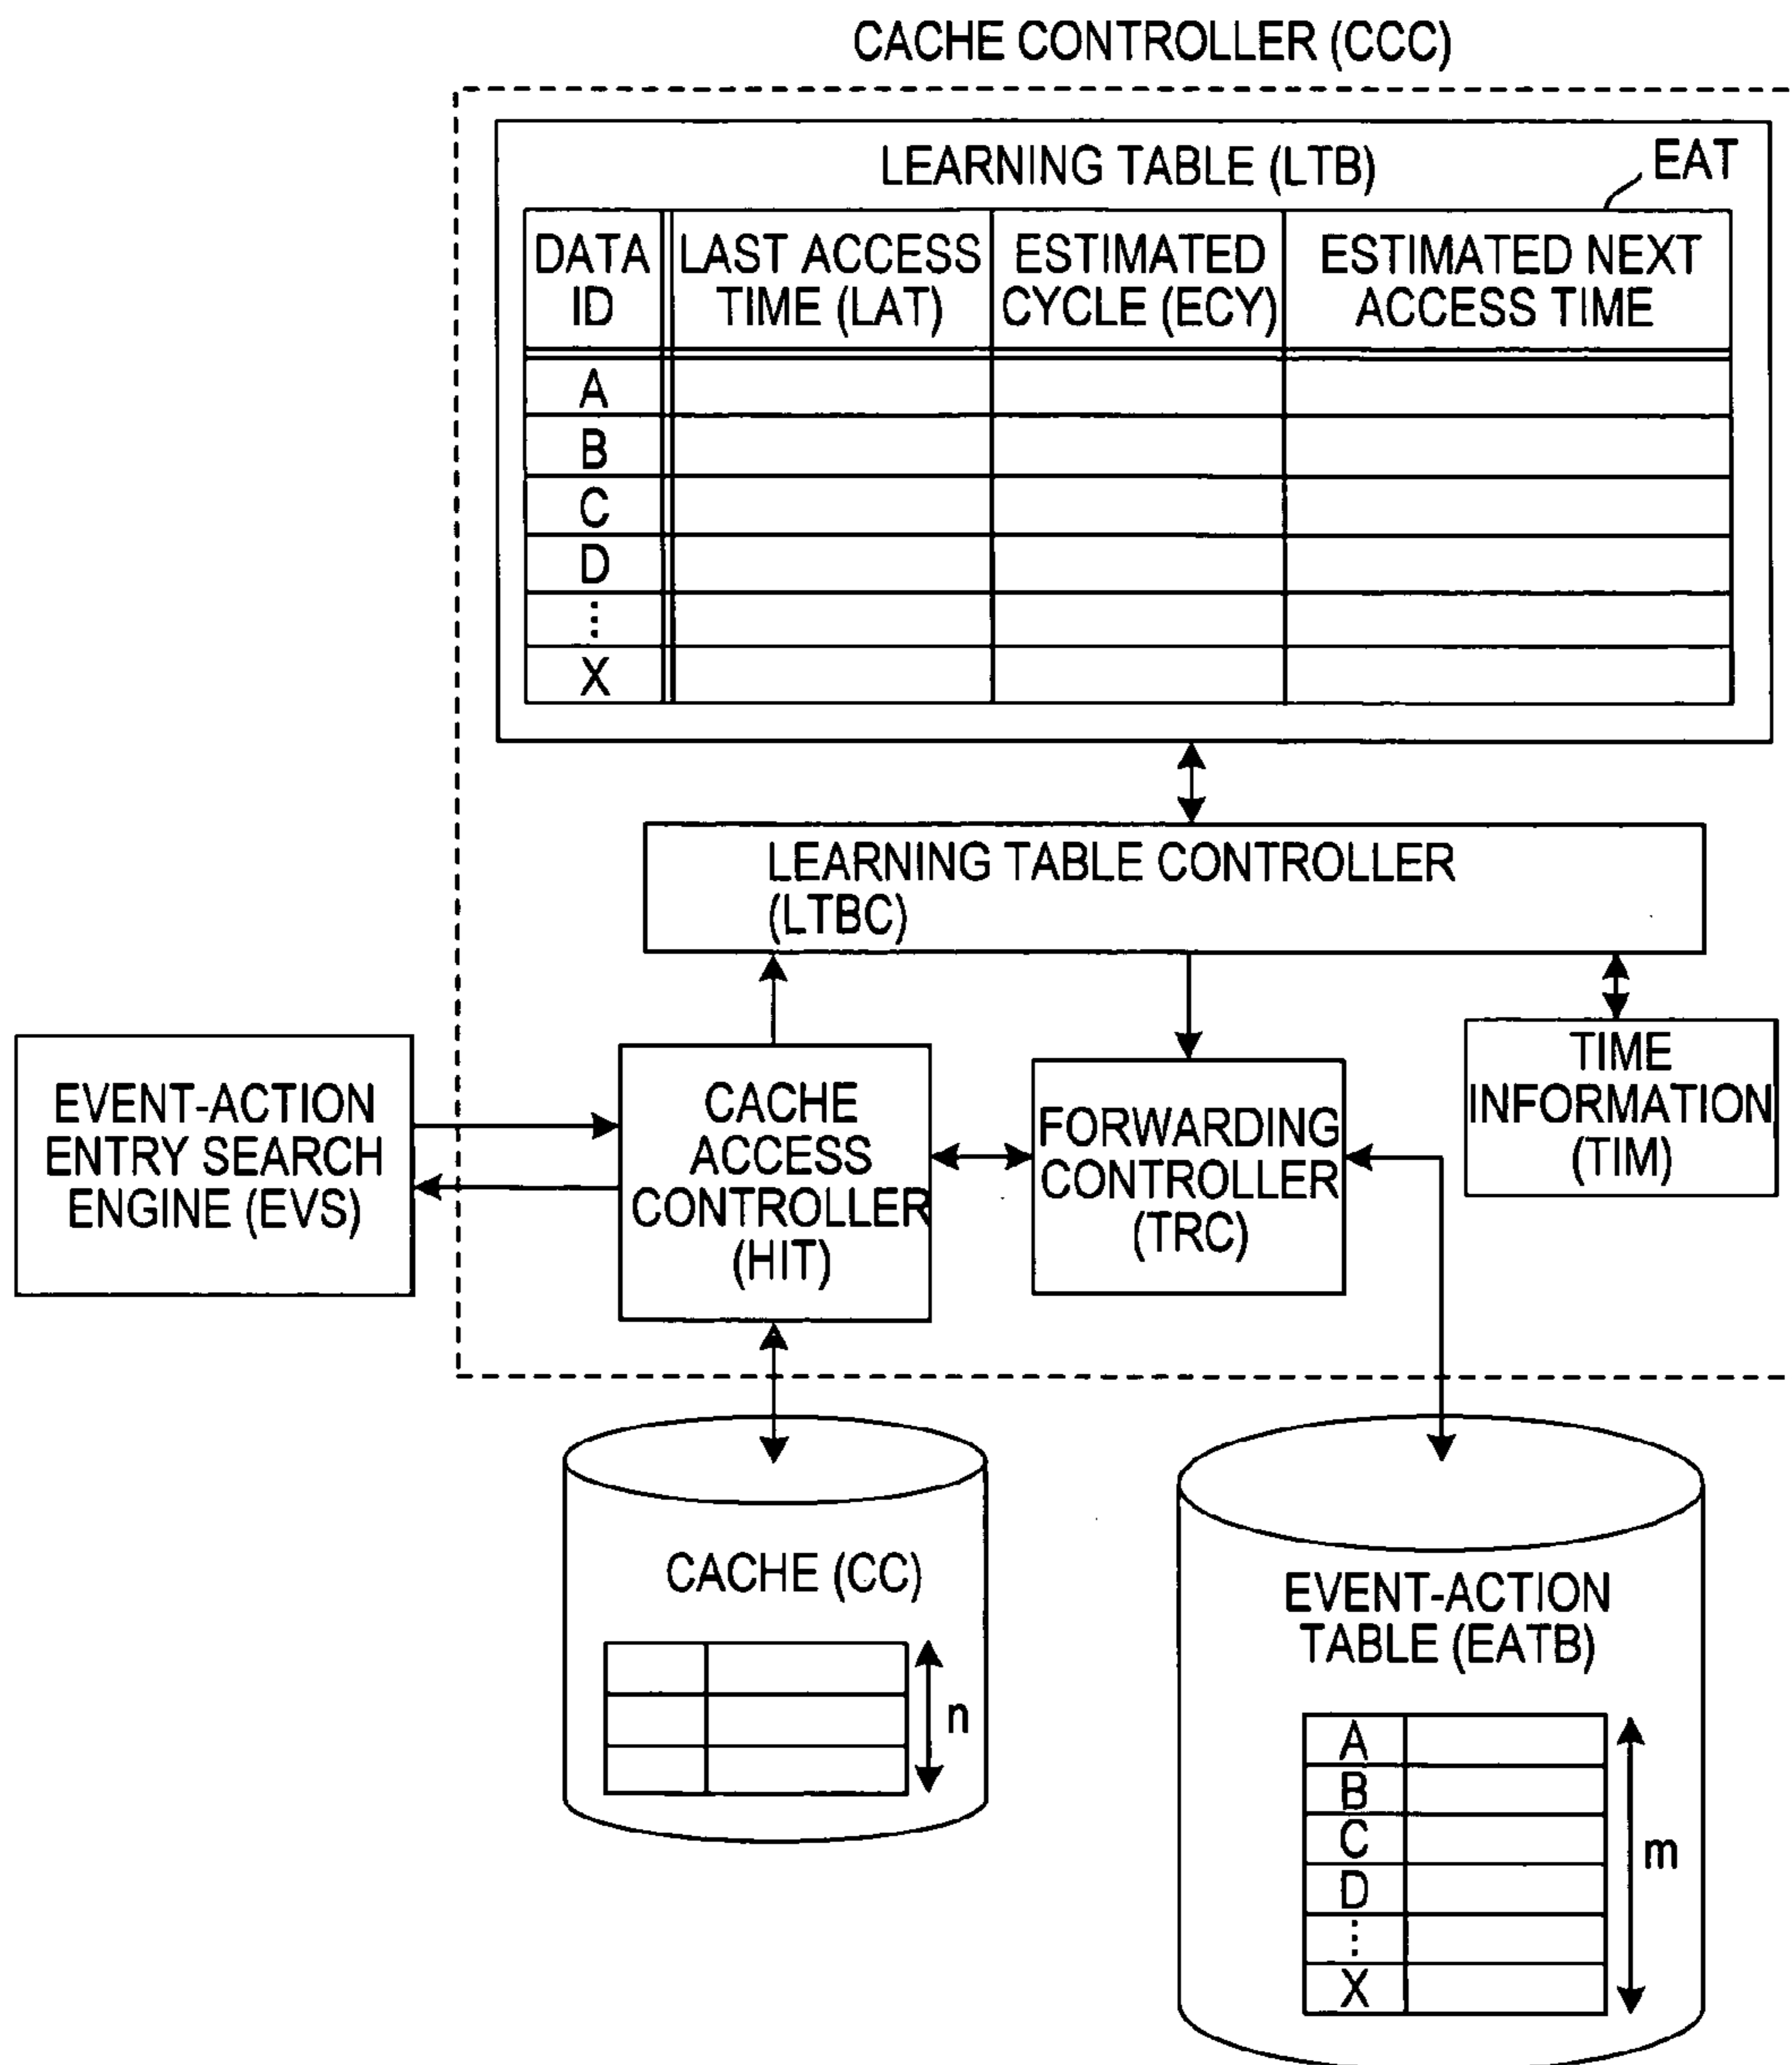 CACHE CONTROLLER (CCC)
LEARNING TABLE (LTB)
EAT
DATA ID
LAST ACCESS TIME (LAT)
ESTIMATED CYCLE (ECY)
ESTIMATED NEXT ACCESS TIME
A
B
C
D
⋮
X
LEARNING TABLE CONTROLLER
(LTBC)
EVENT-ACTION
ENTRY SEARCH
ENGINE (EVS)
CACHE
ACCESS
CONTROLLER
(HIT)
FORWARDING
CONTROLLER
(TRC)
TIME
INFORMATION
(TIM)
CACHE (CC)
n
EVENT-ACTION
TABLE (EATB)
A
B
C
D
⋮
X
m